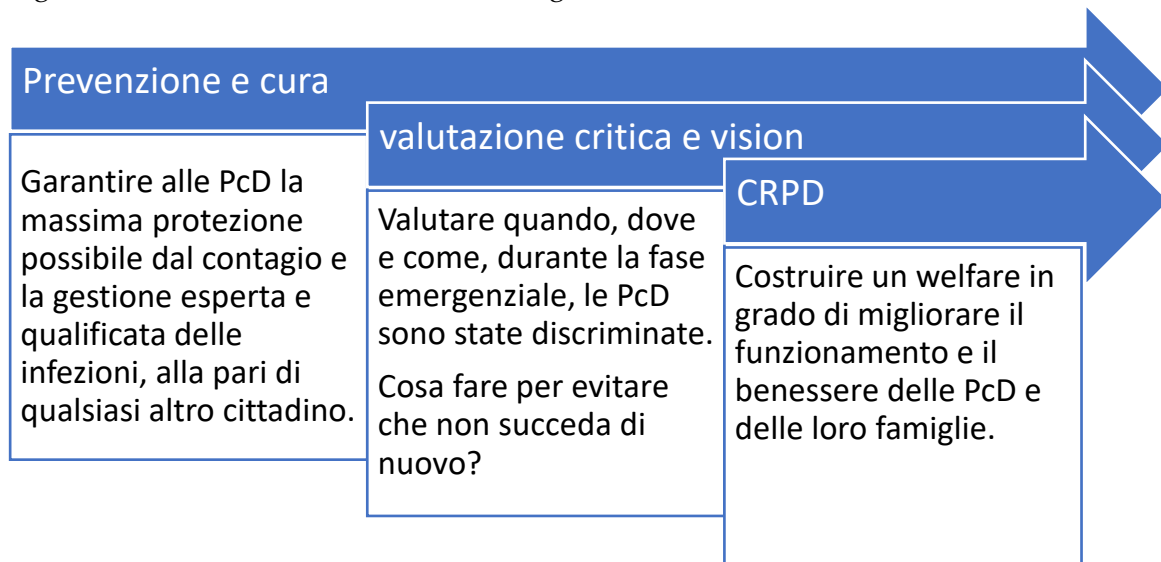 Prevenzione e cura
Garantire alle PcD la
massima protezione
possibile dal contagio e
la gestione esperta e
qualificata delle
infezioni, alla pari di
qualsiasi altro cittadino.
valutazione critica e vision
Valutare quando, dove
e come, durante la fase
emergenziale, le PcD
sono state discriminate.
Cosa fare per evitare
che non succeda di
nuovo?
CRPD
Costruire un welfare in
grado di migliorare il
funzionamento e il
benessere delle PcD e
delle loro famiglie.